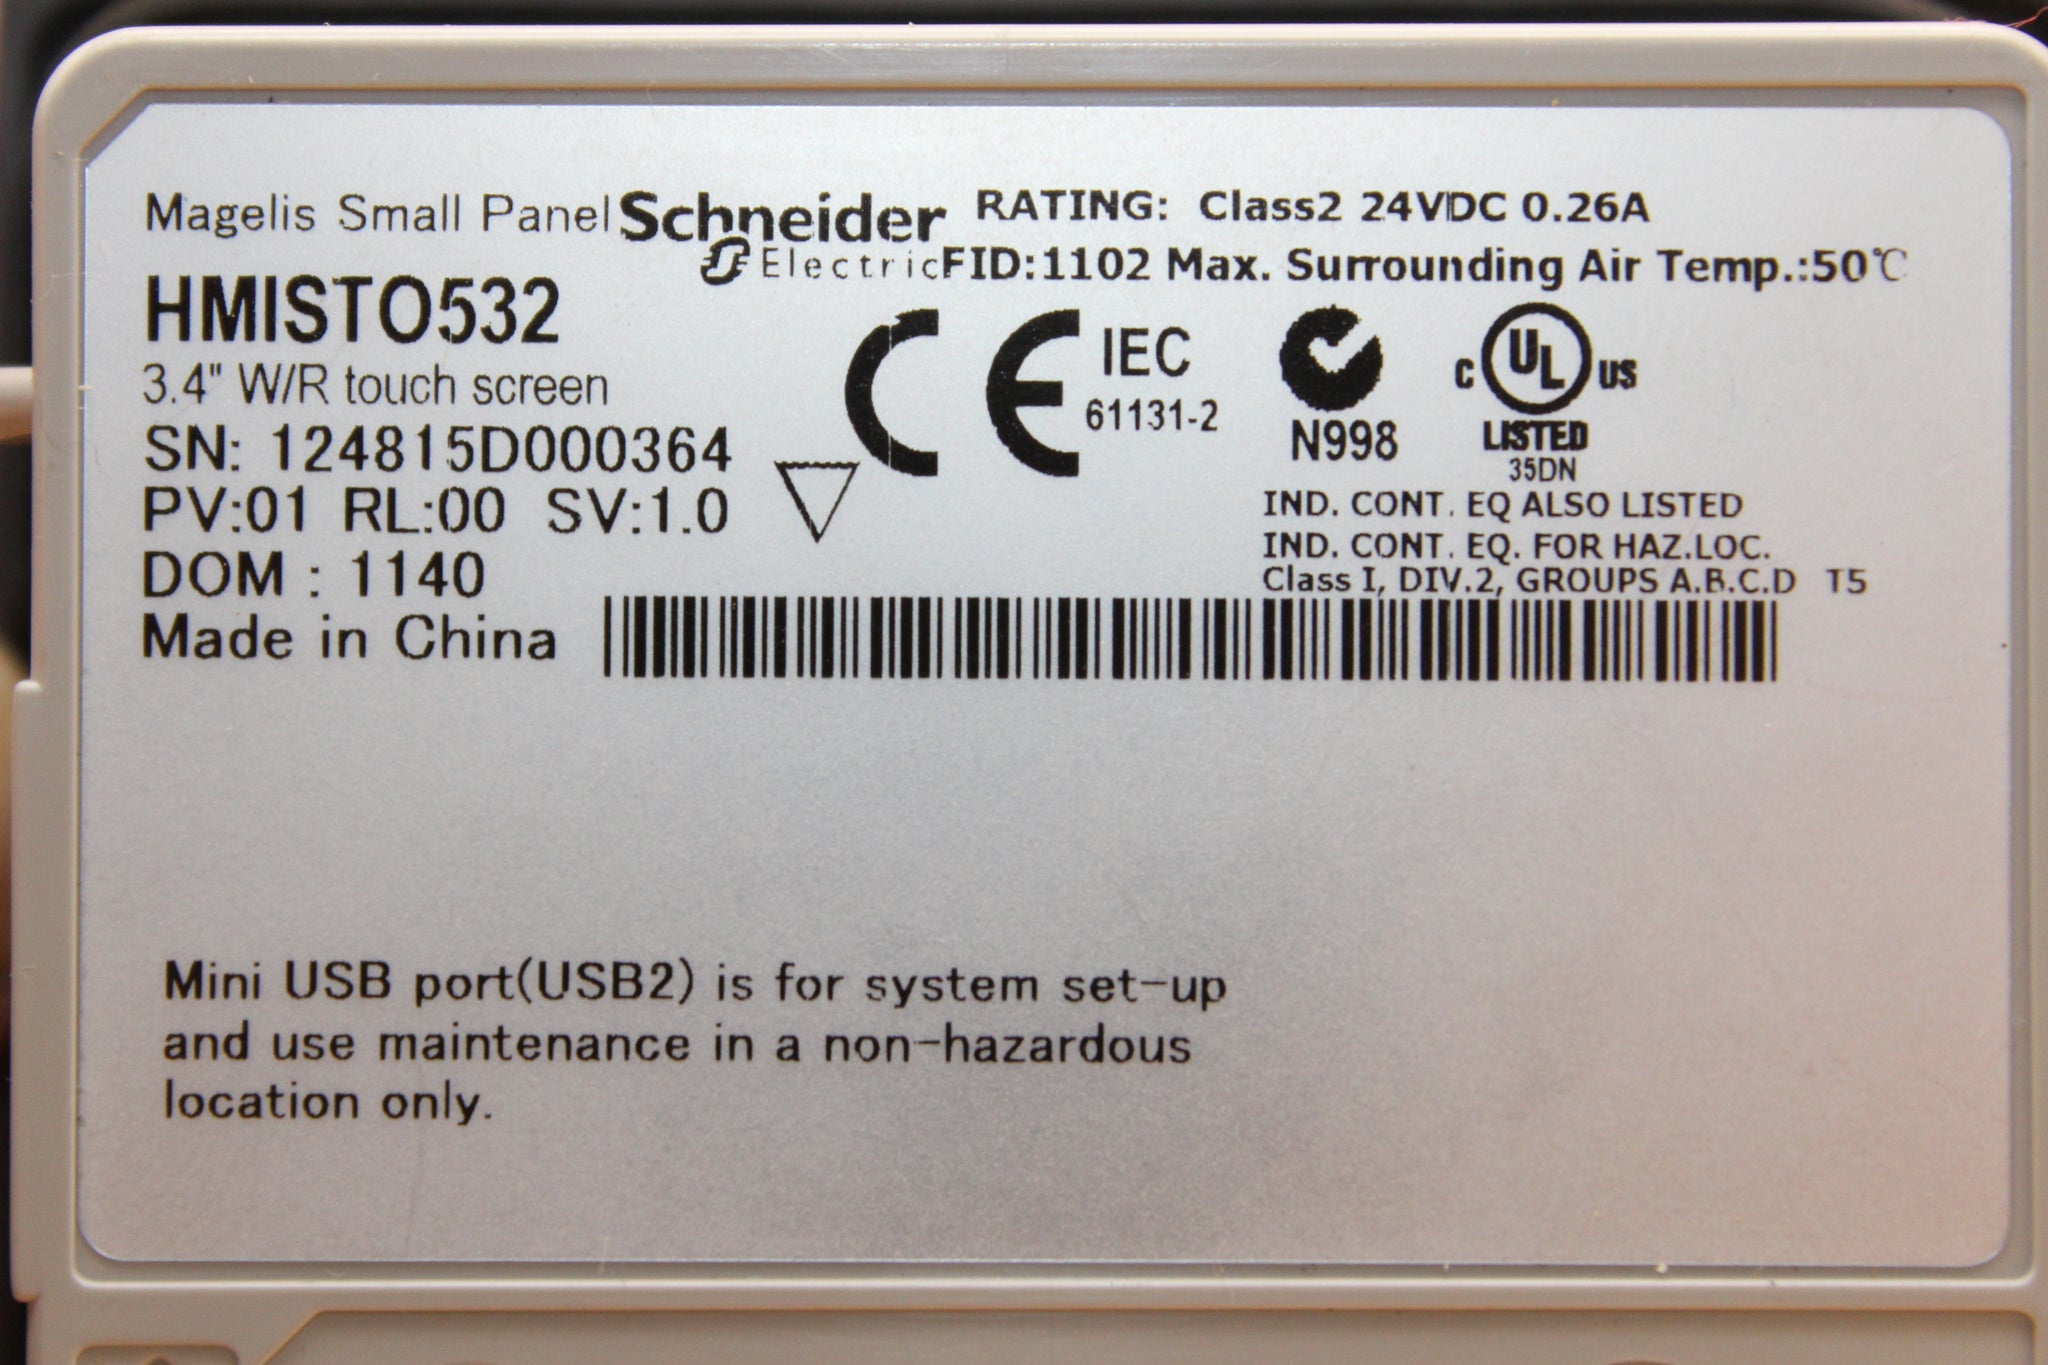 Magelis Small Panel
Schneider
Electric
RATING: Class2 24VDC 0.26A
FID:1102 Max. Surrounding Air Temp.:50℃
HMISTO532
3.4" W/R touch screen
SN: 124815D000364
PV:01 RL:00 SV:1.0
DOM : 1140
Made in China
CE
IEC
61131-2
N998
C UL US
LISTED
35DN
IND. CONT. EQ ALSO LISTED
IND. CONT. EQ. FOR HAZ.LOC.
Class I, DIV.2, GROUPS A.B.C.D T5
Mini USB port(USB2) is for system set-up
and use maintenance in a non-hazardous
location only.